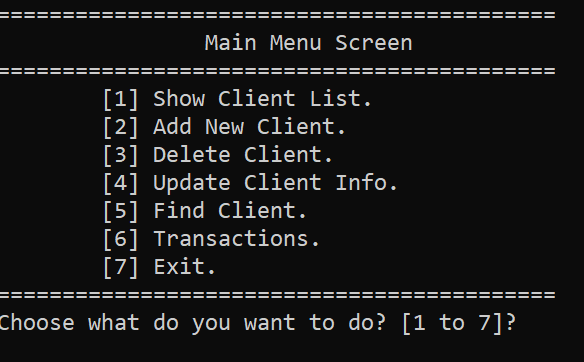 ===========================================
Main Menu Screen
===========================================
[1] Show Client List.
[2] Add New Client.
[3] Delete Client.
[4] Update Client Info.
[5] Find Client.
[6] Transactions.
[7] Exit.
===========================================
Choose what do you want to do? [1 to 7]?